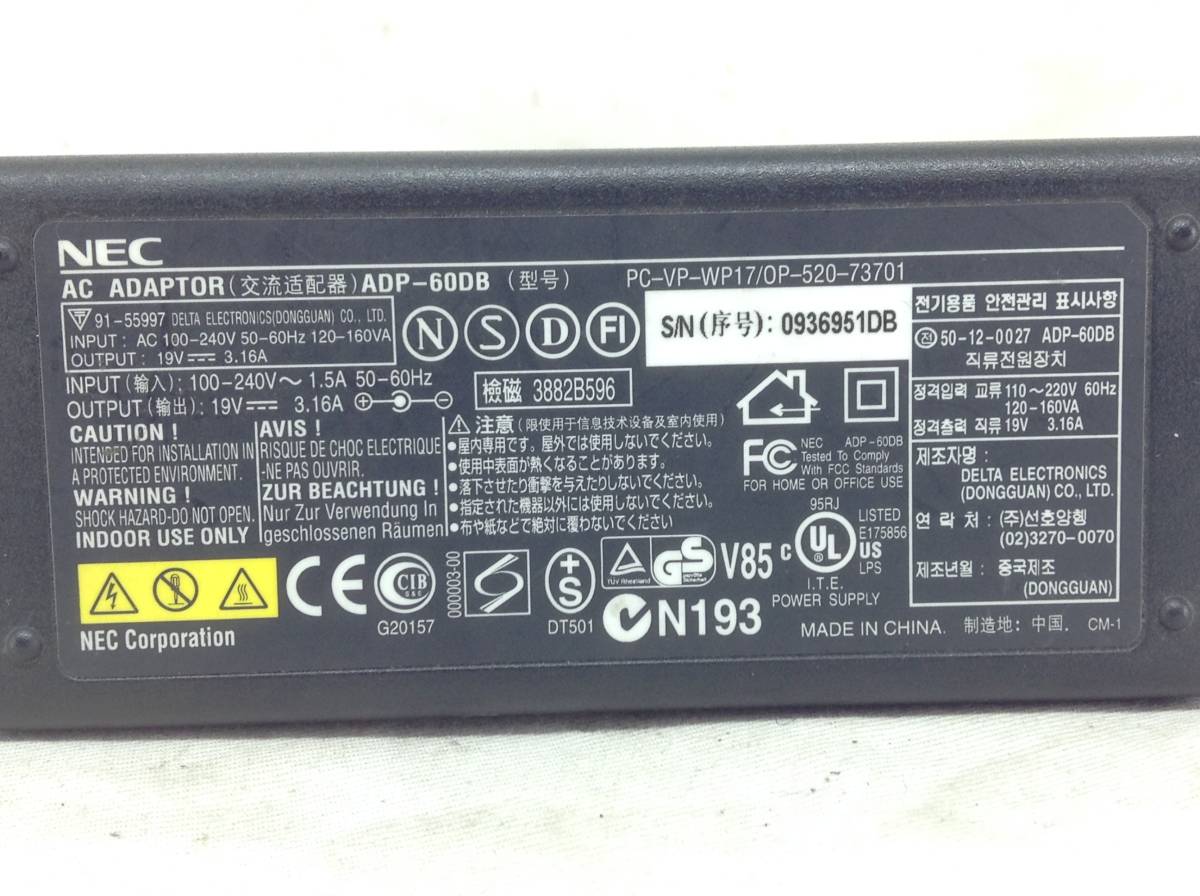 NEC
AC ADAPTOR(交流适配器)ADP-60DB (型号) PC-VP-WP17/OP-520-73701
91-55997 DELTA ELECTRONICS(DONGGUAN) CO., LTD.
INPUT : AC 100-240V 50-60Hz 120-160VA
OUTPUT : 19V⎓ 3.16A
N S D FI
S/N(序号): 0936951DB
INPUT(輸入): 100-240V～ 1.5A 50-60Hz
OUTPUT(輸出): 19V⎓ 3.16A
檢磁 3882B596
CAUTION !
INTENDED FOR INSTALLATION IN
A PROTECTED ENVIRONMENT.
WARNING !
SHOCK HAZARD-DO NOT OPEN.
INDOOR USE ONLY
AVIS !
RISQUE DE CHOC ELECTRIQUE
-NE PAS OUVRIR.
ZUR BEACHTUNG !
Nur Zur Verwendung In
geschlossenen Räumen
⚠ 注意(限使用于信息技术设备及室内使用)
●屋内専用です。屋外では使用しないでください。
●使用中表面が熱くなることがあります。
●落下させたり衝撃を与えたりしないでください。
●指定された機器以外には使用しないでください。
●布や紙などで絶対に覆わないでください
FC
NEC ADP-60DB
Tested To Comply
With FCC Standards
FOR HOME OR OFFICE USE
전기용품 안전관리 표시사항
전 50-12-0027 ADP-60DB
직류전원장치
정격입력 교류 110～220V 60Hz
120-160VA
정격출력 직류 19V 3.16A
제조자명 :
DELTA ELECTRONICS
(DONGGUAN) CO., LTD.
연 락 처 : (주)선호양행
(02)3270-0070
제조년월 : 중국제조
(DONGGUAN)
NEC Corporation
CE
CCIB
S&E
G20157
000003-00
+S
DT501
TÜV Rheinland
GS
geprüfte Sicherheit
V85
N193
95RJ
c UL US
LISTED
E175856
LPS
I.T.E.
POWER SUPPLY
MADE IN CHINA. 制造地: 中国. CM-1